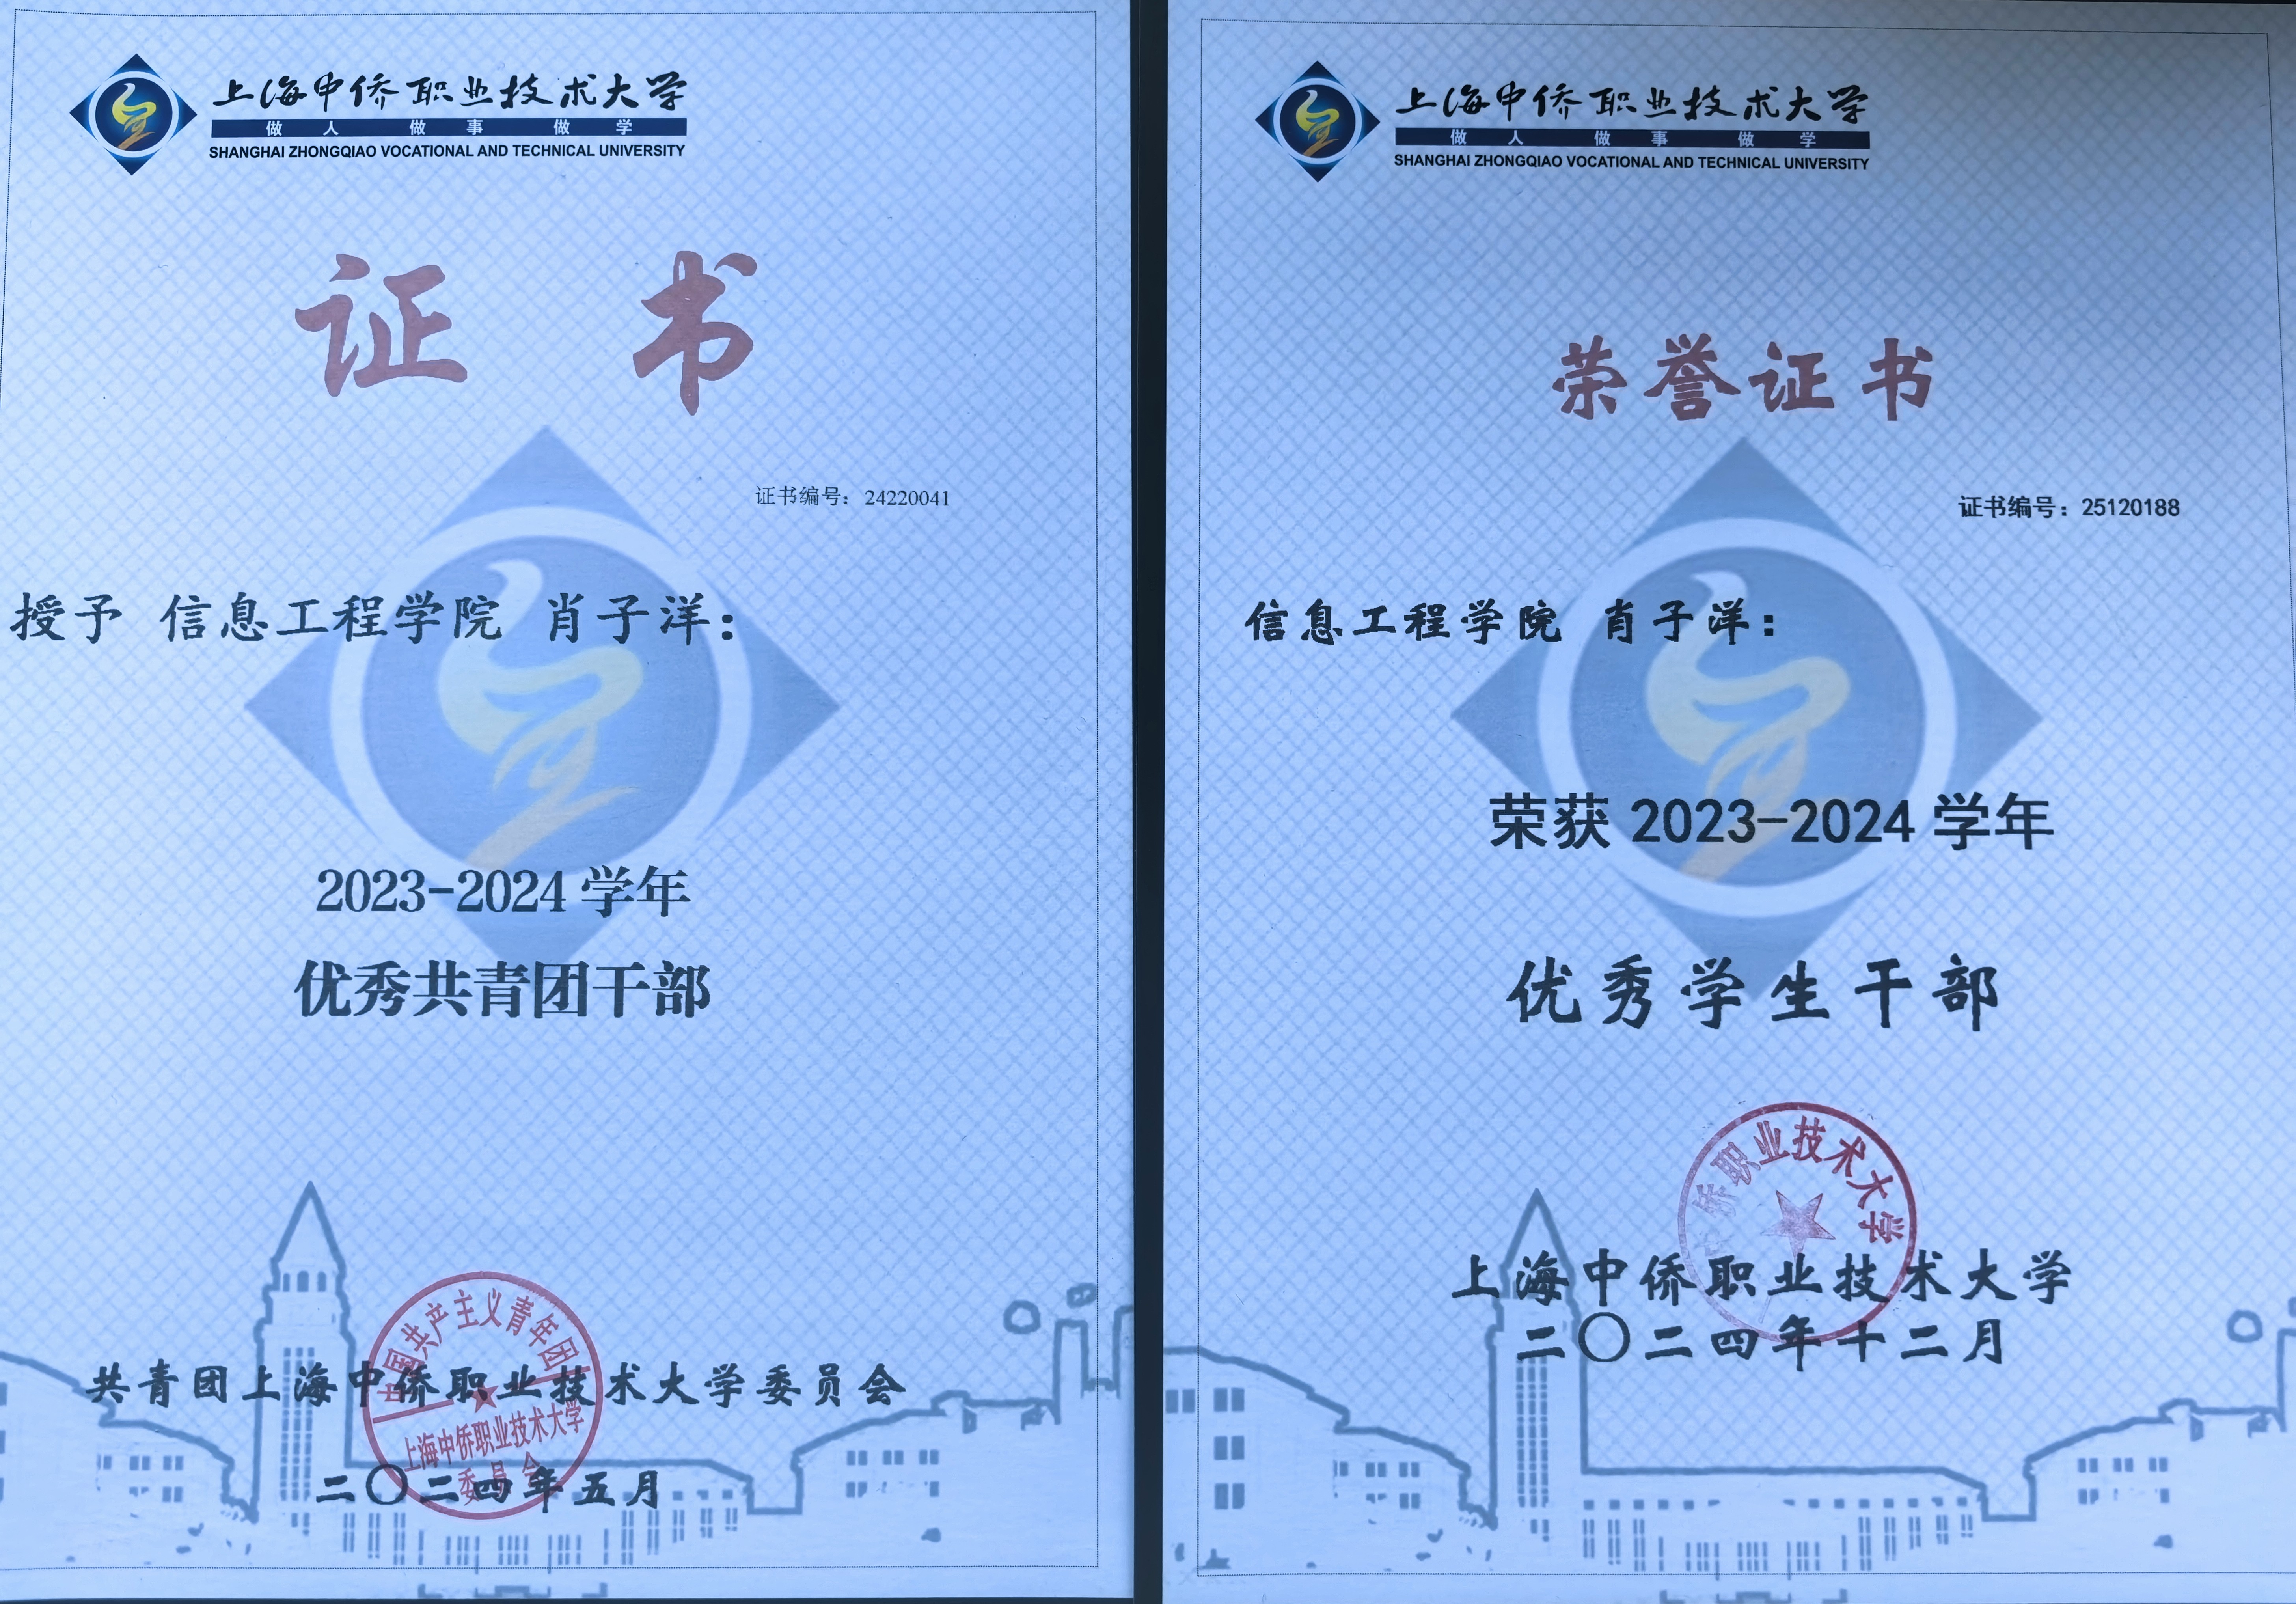 上海中侨职业技术大学
做人 做事 做学
SHANGHAI ZHONGQIAO VOCATIONAL AND TECHNICAL UNIVERSITY
证书
证书编号：24220041
授予 信息工程学院 肖子洋：
2023-2024 学年
优秀共青团干部
中国共产主义青年团
共青团上海中侨职业技术大学委员会
上海中侨职业技术大学
委员会
二〇二四年五月
上海中侨职业技术大学
做人 做事 做学
SHANGHAI ZHONGQIAO VOCATIONAL AND TECHNICAL UNIVERSITY
荣誉证书
证书编号：25120188
信息工程学院 肖子洋：
荣获 2023-2024 学年
优秀学生干部
侨职业技术大学
上海中侨职业技术大学
二〇二四年十二月